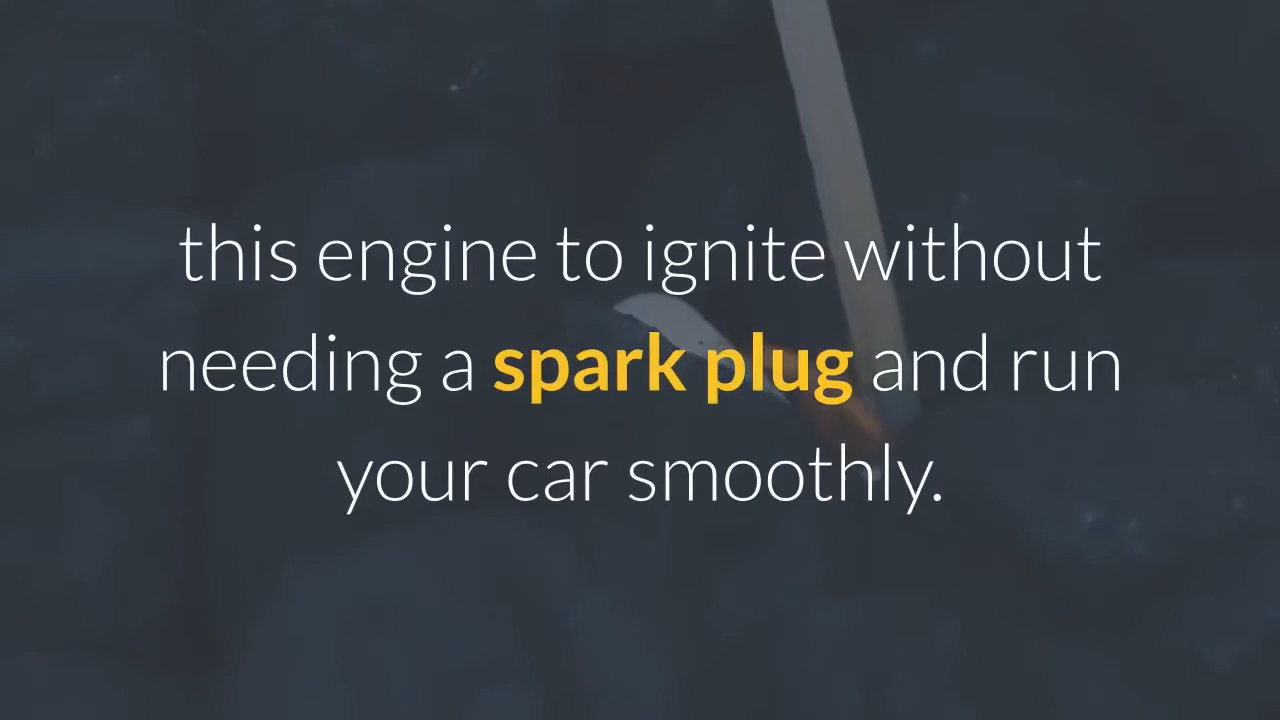 this engine to ignite without
needing a spark plug and run
your car smoothly.